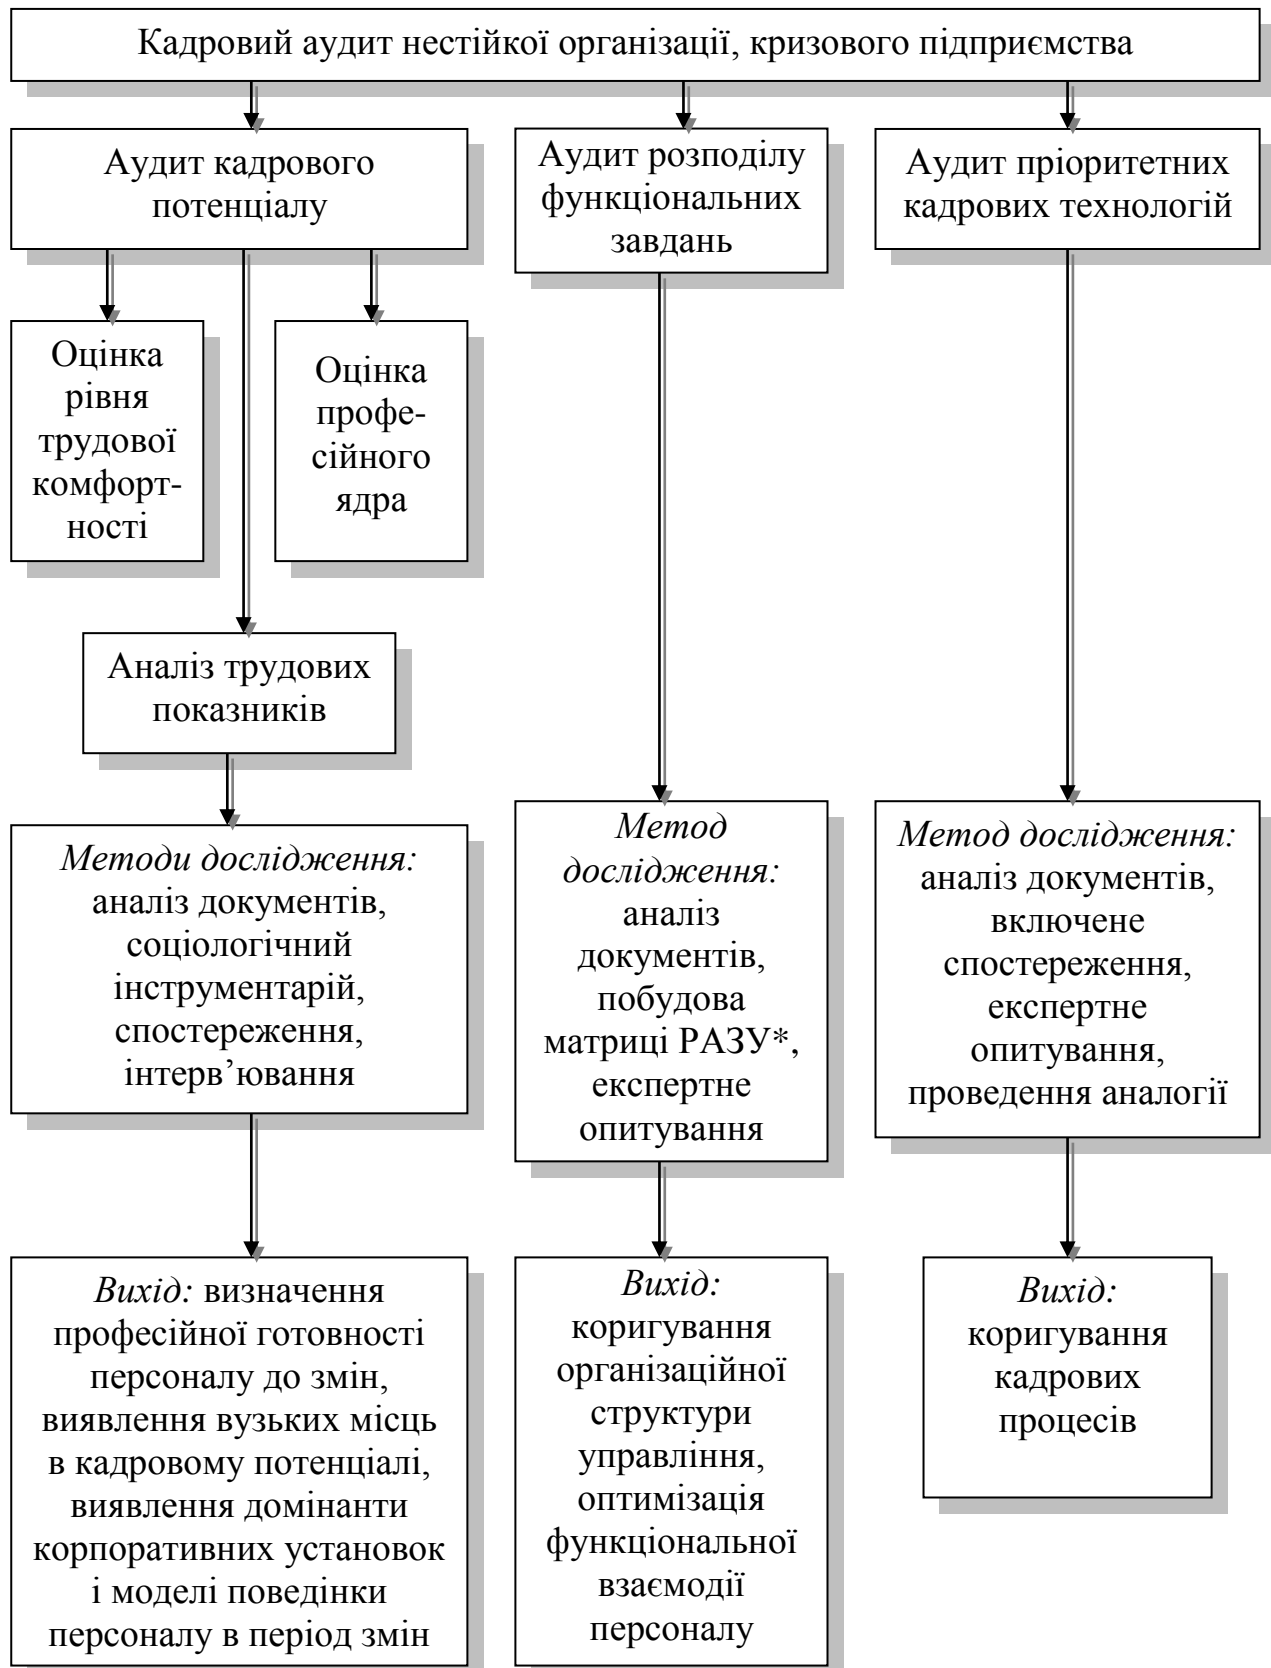 Кадровий аудит нестійкої організації, кризового підприємства
Аудит кадрового
потенціалу
Аудит розподілу
функціональних
завдань
Аудит пріоритетних
кадрових технологій
Оцінка
рівня
трудової
комфорт-
ності
Оцінка
профе-
сійного
ядра
Аналіз трудових
показників
Методи дослідження:
аналіз документів,
соціологічний
інструментарій,
спостереження,
інтерв’ювання
Метод
дослідження:
аналіз
документів,
побудова
матриці РАЗУ*,
експертне
опитування
Метод дослідження:
аналіз документів,
включене
спостереження,
експертне
опитування,
проведення аналогії
Вихід: визначення
професійної готовності
персоналу до змін,
виявлення вузьких місць
в кадровому потенціалі,
виявлення домінанти
корпоративних установок
і моделі поведінки
персоналу в період змін
Вихід:
коригування
організаційної
структури
управління,
оптимізація
функціональної
взаємодії
персоналу
Вихід:
коригування
кадрових
процесів